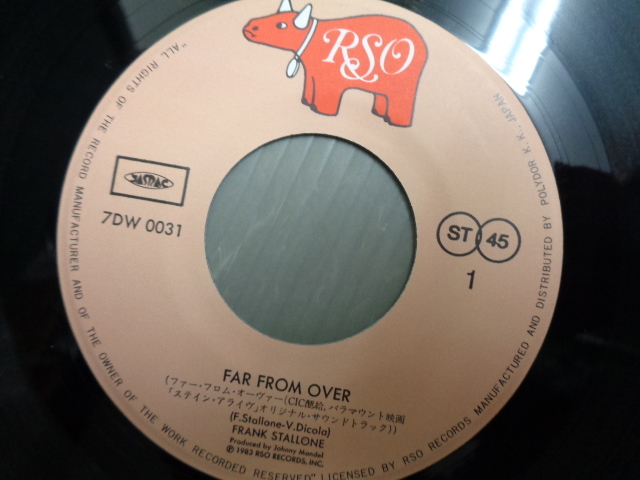 RSO
JASRAC
7DW 0031
ST 45
1
FAR FROM OVER
(ファー・フロム・オーヴァー(CIC配給、パラマウント映画
「ステイン・アライヴ」オリジナル・サウンドトラック))
(F.Stallone-V.Dicola)
FRANK STALLONE
Produced by Johnny Mandel
℗1983 RSO RECORDS, INC.
"ALL RIGHTS OF THE RECORD MANUFACTURER AND OF THE OWNER OF THE WORK RECORDED RESERVED" LICENSED BY RSO RECORDS MANUFACTURED AND DISTRIBUTED BY POLYDOR K. K., JAPAN